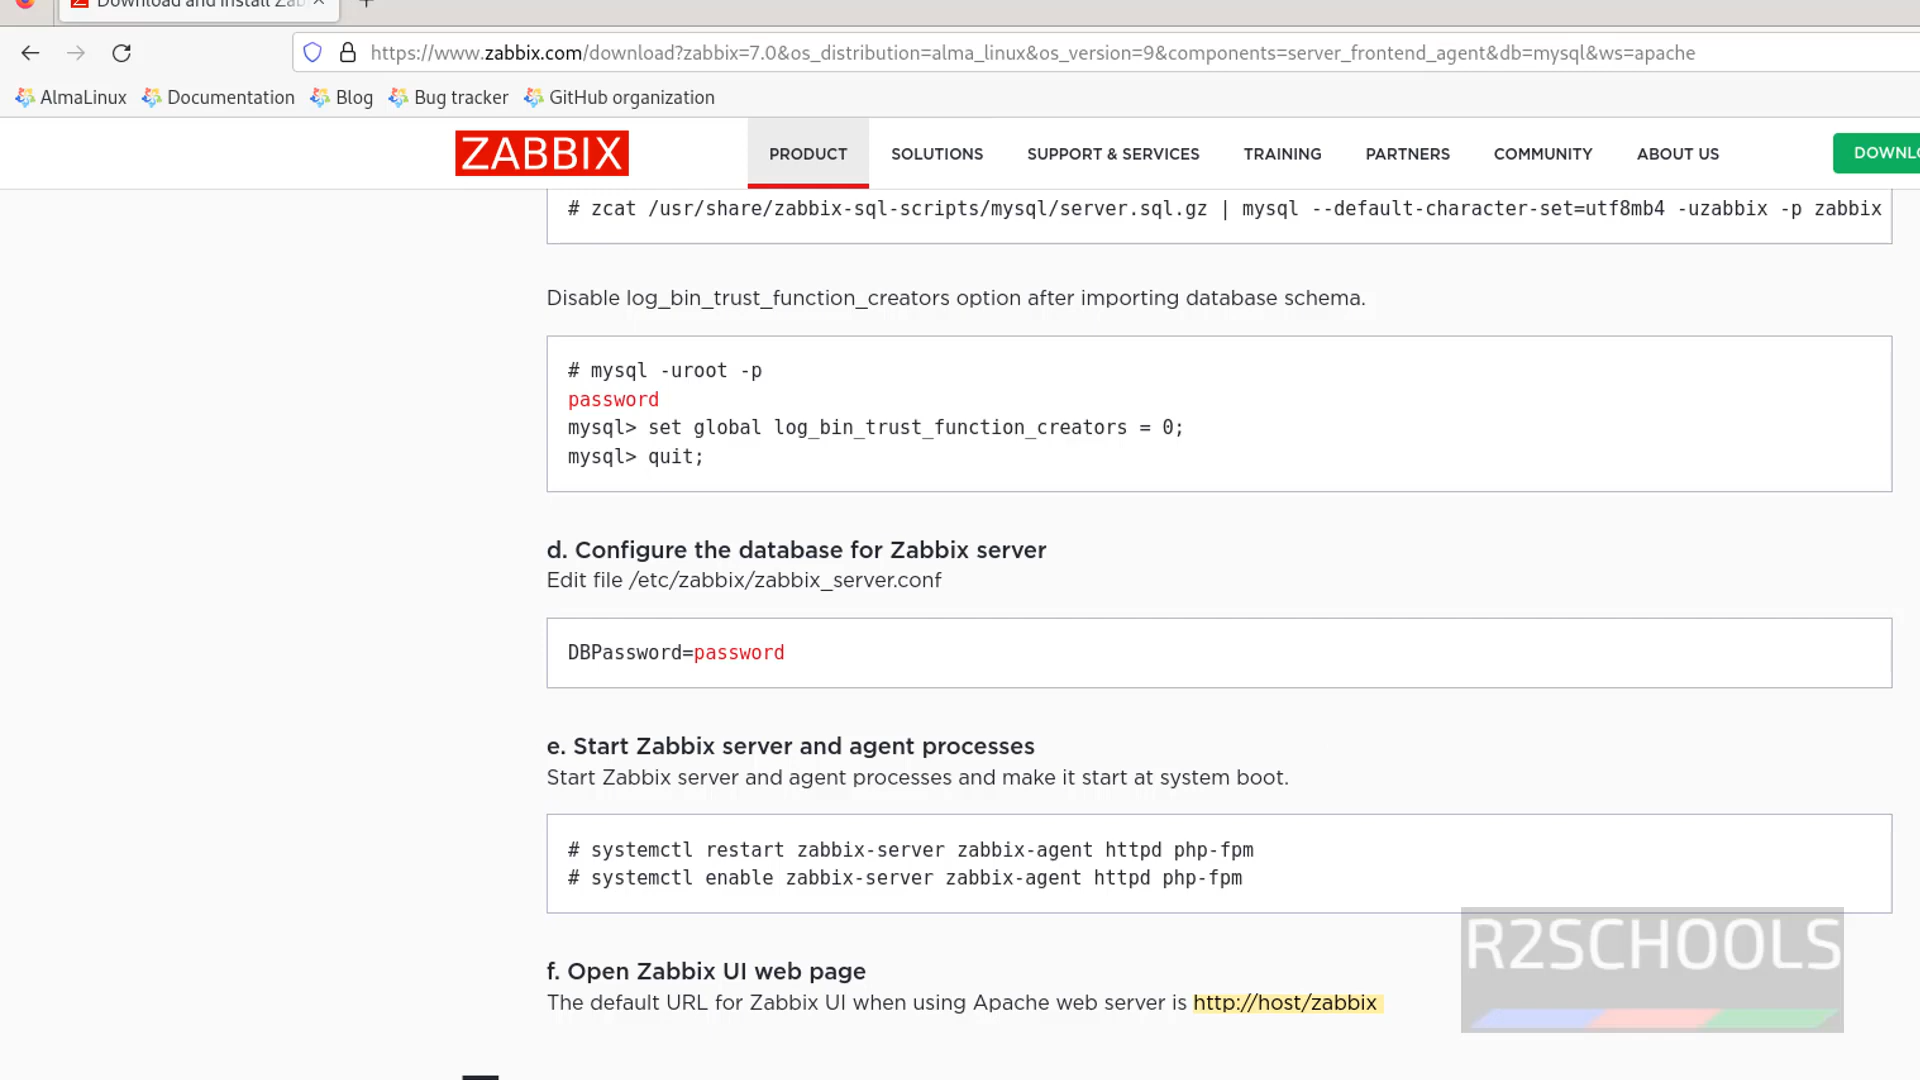 Download and Install Zab
https://www.zabbix.com/download?zabbix=7.0&os_distribution=alma_linux&os_version=9&components=server_frontend_agent&db=mysql&ws=apache
AlmaLinux Documentation Blog Bug tracker GitHub organization
ZABBIX PRODUCT SOLUTIONS SUPPORT & SERVICES TRAINING PARTNERS COMMUNITY ABOUT US DOWNLO
# zcat /usr/share/zabbix-sql-scripts/mysql/server.sql.gz | mysql --default-character-set=utf8mb4 -uzabbix -p zabbix
Disable log_bin_trust_function_creators option after importing database schema.
# mysql -uroot -p
password
mysql> set global log_bin_trust_function_creators = 0;
mysql> quit;
d. Configure the database for Zabbix server
Edit file /etc/zabbix/zabbix_server.conf
DBPassword=password
e. Start Zabbix server and agent processes
Start Zabbix server and agent processes and make it start at system boot.
# systemctl restart zabbix-server zabbix-agent httpd php-fpm
# systemctl enable zabbix-server zabbix-agent httpd php-fpm
R2SCHOOLS
f. Open Zabbix UI web page
The default URL for Zabbix UI when using Apache web server is http://host/zabbix